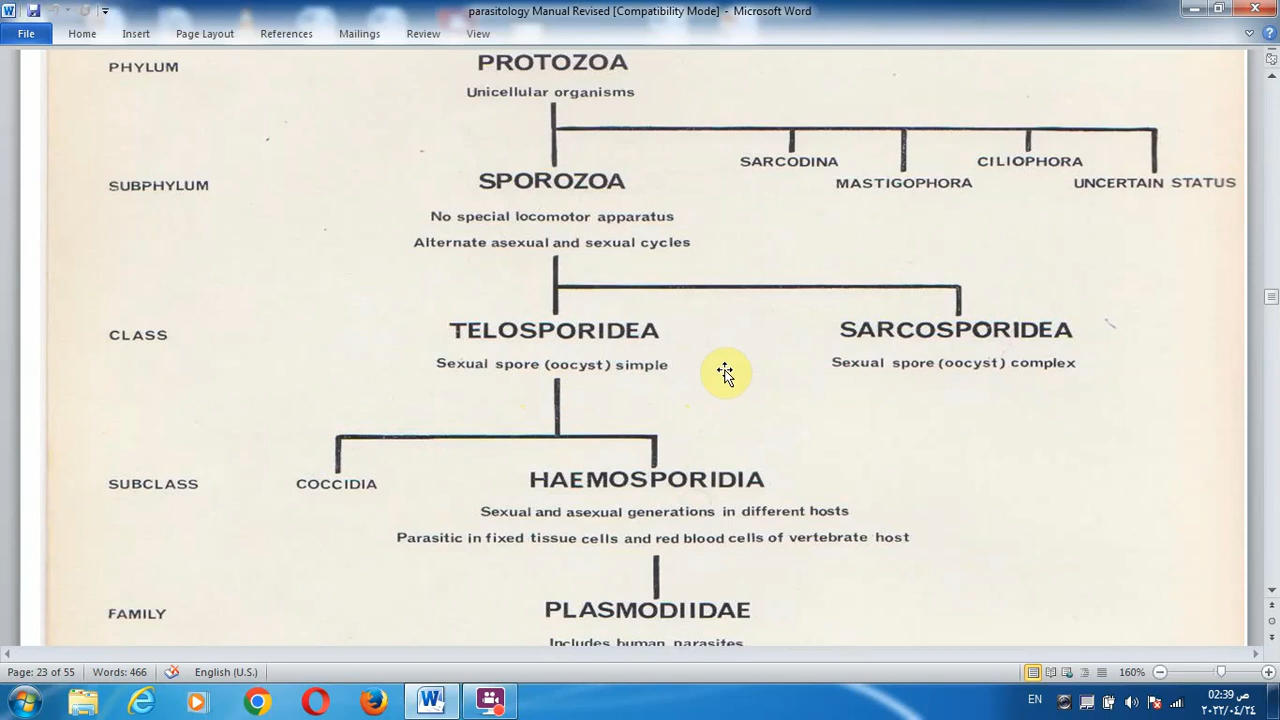 parasitology Manual Revised [Compatibility Mode] - Microsoft Word
File Home Insert Page Layout References Mailings Review View
PHYLUM PROTOZOA
Unicellular organisms
SARCODINA CILIOPHORA
SUBPHYLUM SPOROZOA MASTIGOPHORA UNCERTAIN STATUS
No special locomotor apparatus
Alternate asexual and sexual cycles
CLASS TELOSPORIDEA SARCOSPORIDEA
Sexual spore (oocyst) simple Sexual spore (oocyst) complex
SUBCLASS COCCIDIA HAEMOSPORIDIA
Sexual and asexual generations in different hosts
Parasitic in fixed tissue cells and red blood cells of vertebrate host
FAMILY PLASMODIIDAE
Includes human parasites
Page: 23 of 55 Words: 466 English (U.S.) 160%
EN ص 02:39
٢٠٢٢/٠٤/٢٤